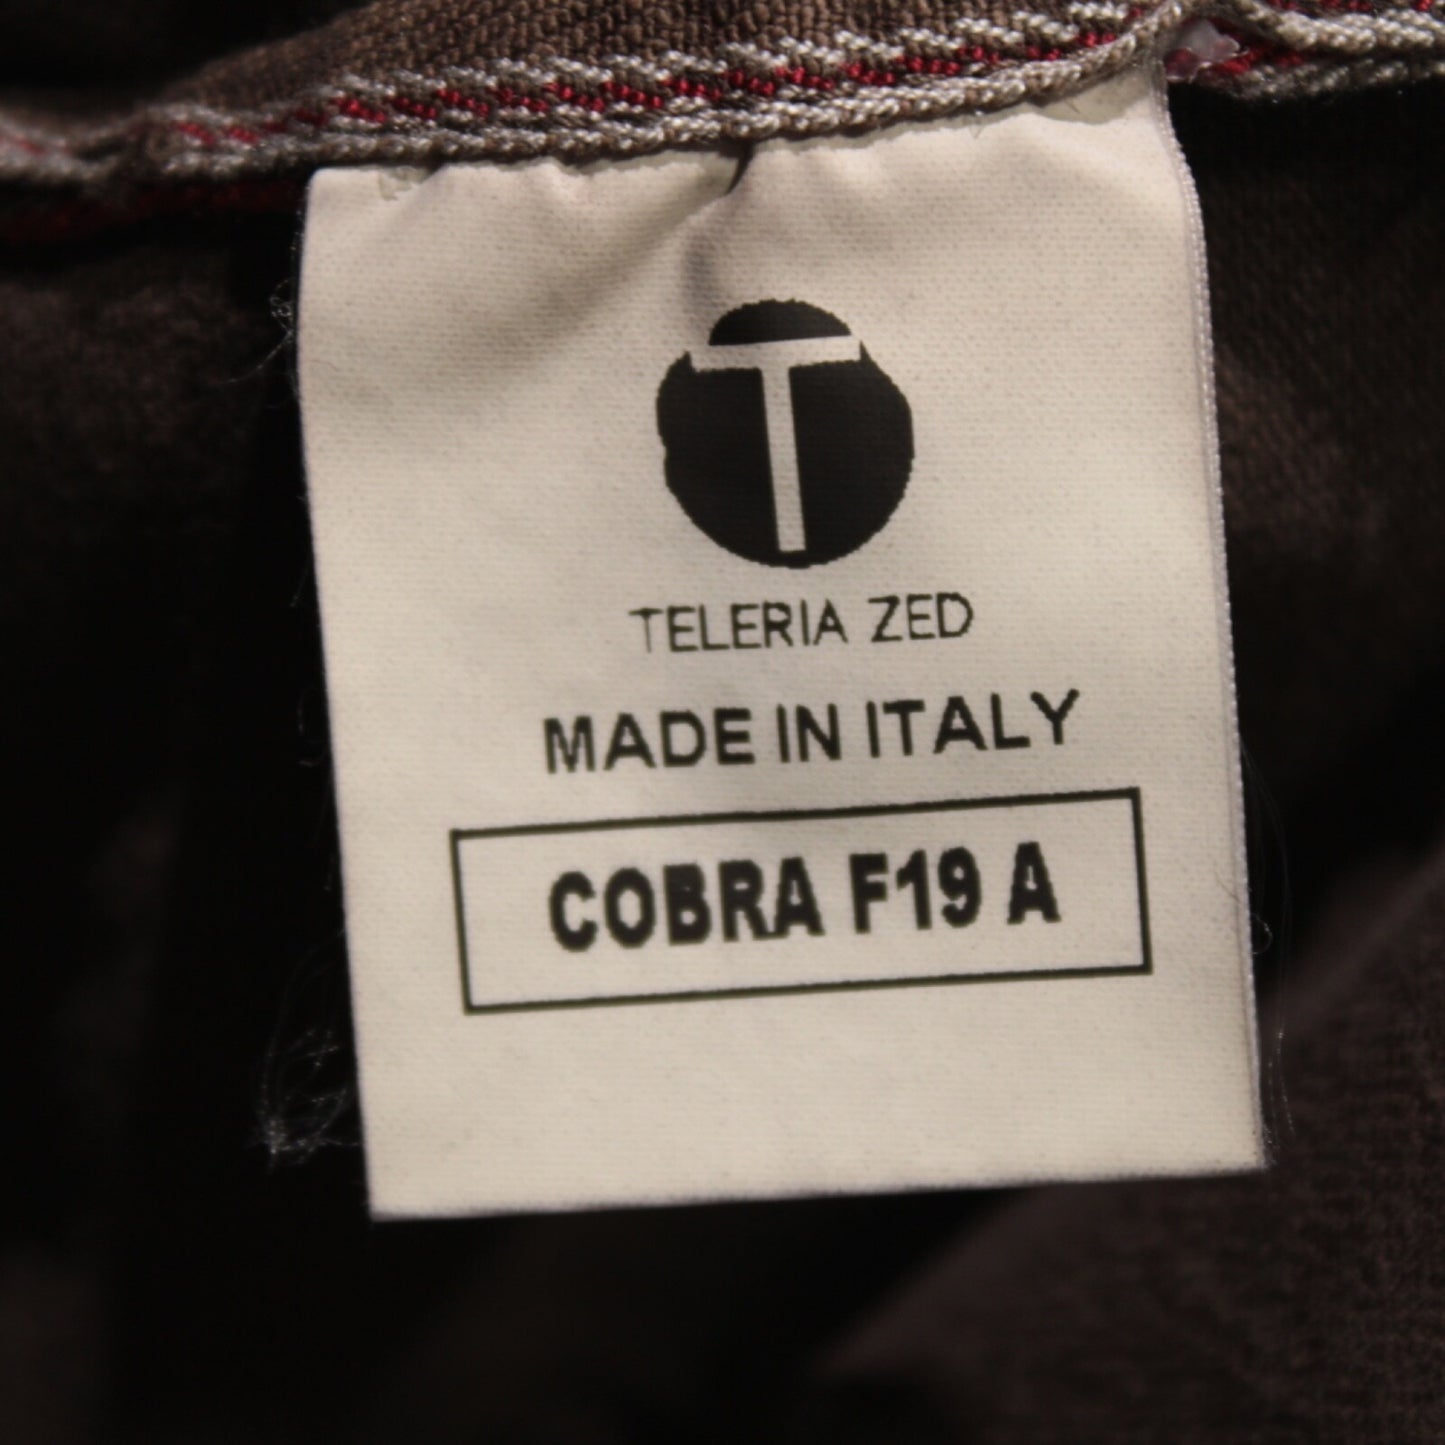 T
TELERIA ZED
MADE IN ITALY
COBRA F19 A